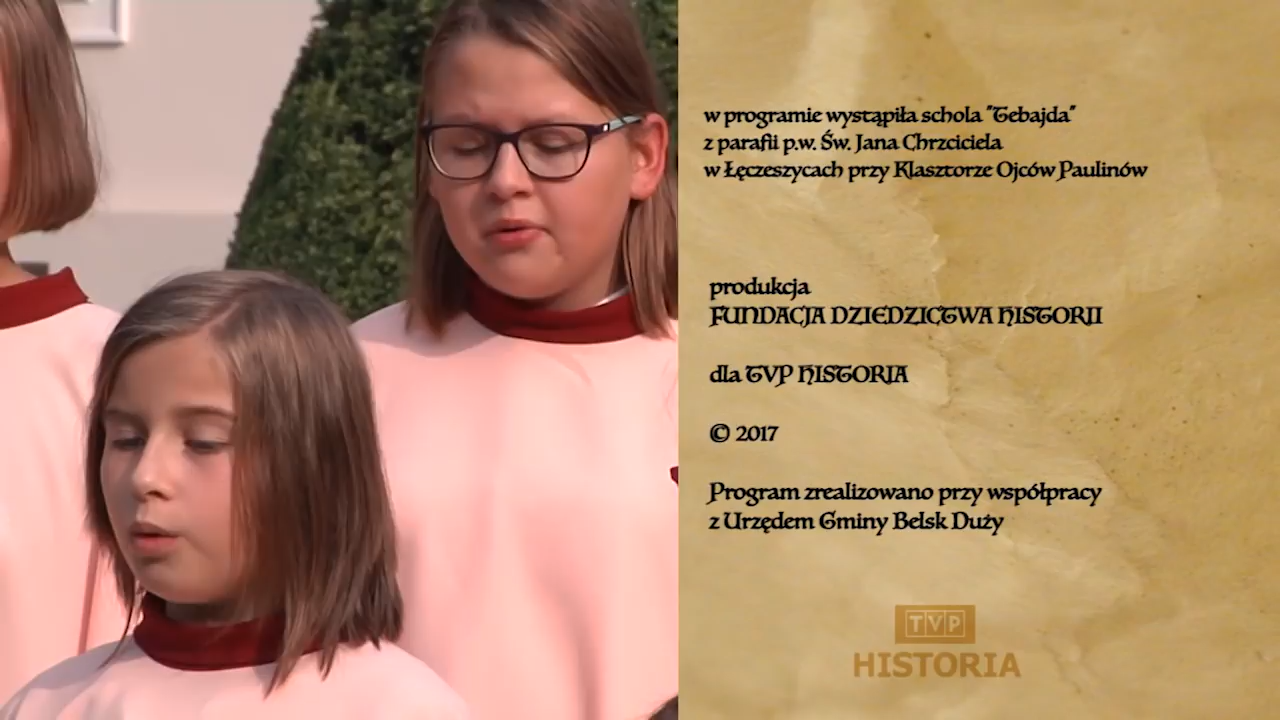 w programie wystąpiła schola "Tebajda"
z parafii p.w. Św. Jana Chrzciciela
w Łęczeszycach przy Klasztorze Ojców Paulinów
produkcja
FUNDACJA DZIEDZICTWA HISTORII
dla TVP HISTORIA
© 2017
Program zrealizowano przy współpracy
z Urzędem Gminy Belsk Duży
TVP
HISTORIA